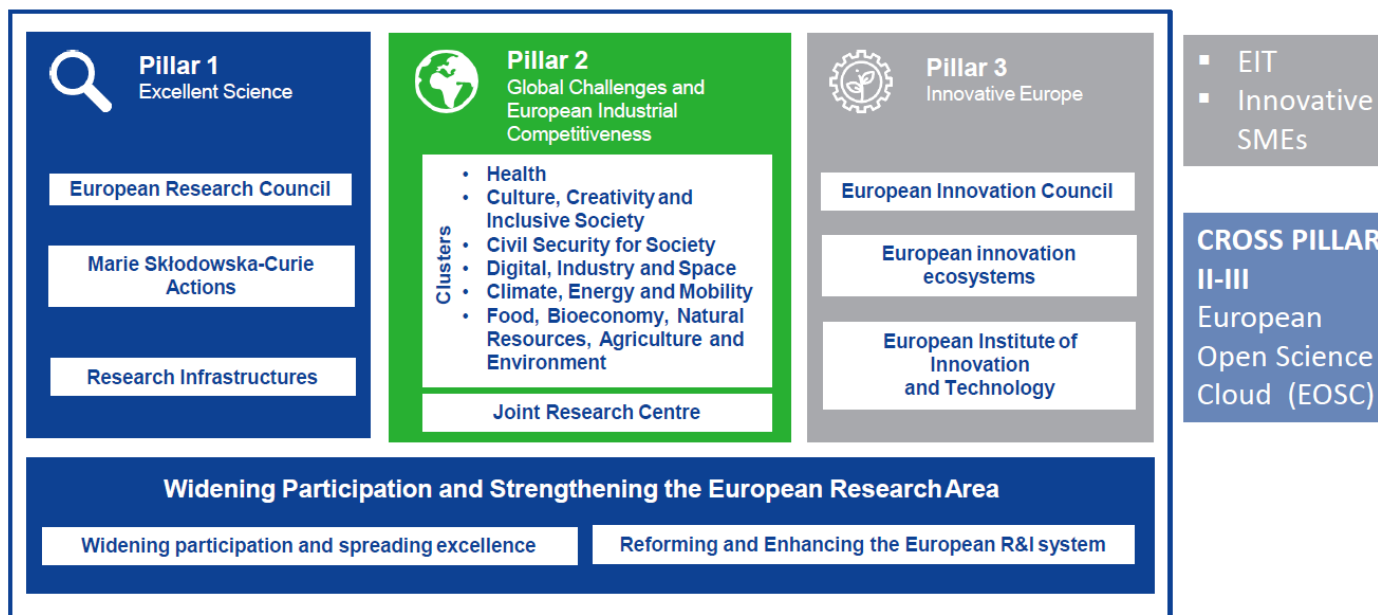 Pillar 1
Excellent Science
European Research Council
Marie Skłodowska-Curie
Actions
Research Infrastructures
Pillar 2
Global Challenges and
European Industrial
Competitiveness
Clusters
• Health
• Culture, Creativity and
Inclusive Society
• Civil Security for Society
• Digital, Industry and Space
• Climate, Energy and Mobility
• Food, Bioeconomy, Natural
Resources, Agriculture and
Environment
Joint Research Centre
Pillar 3
Innovative Europe
European Innovation Council
European innovation
ecosystems
European Institute of
Innovation
and Technology
Widening Participation and Strengthening the European Research Area
Widening participation and spreading excellence
Reforming and Enhancing the European R&I system
▪ EIT
▪ Innovative
SMEs
CROSS PILLAR
II-III
European
Open Science
Cloud (EOSC)